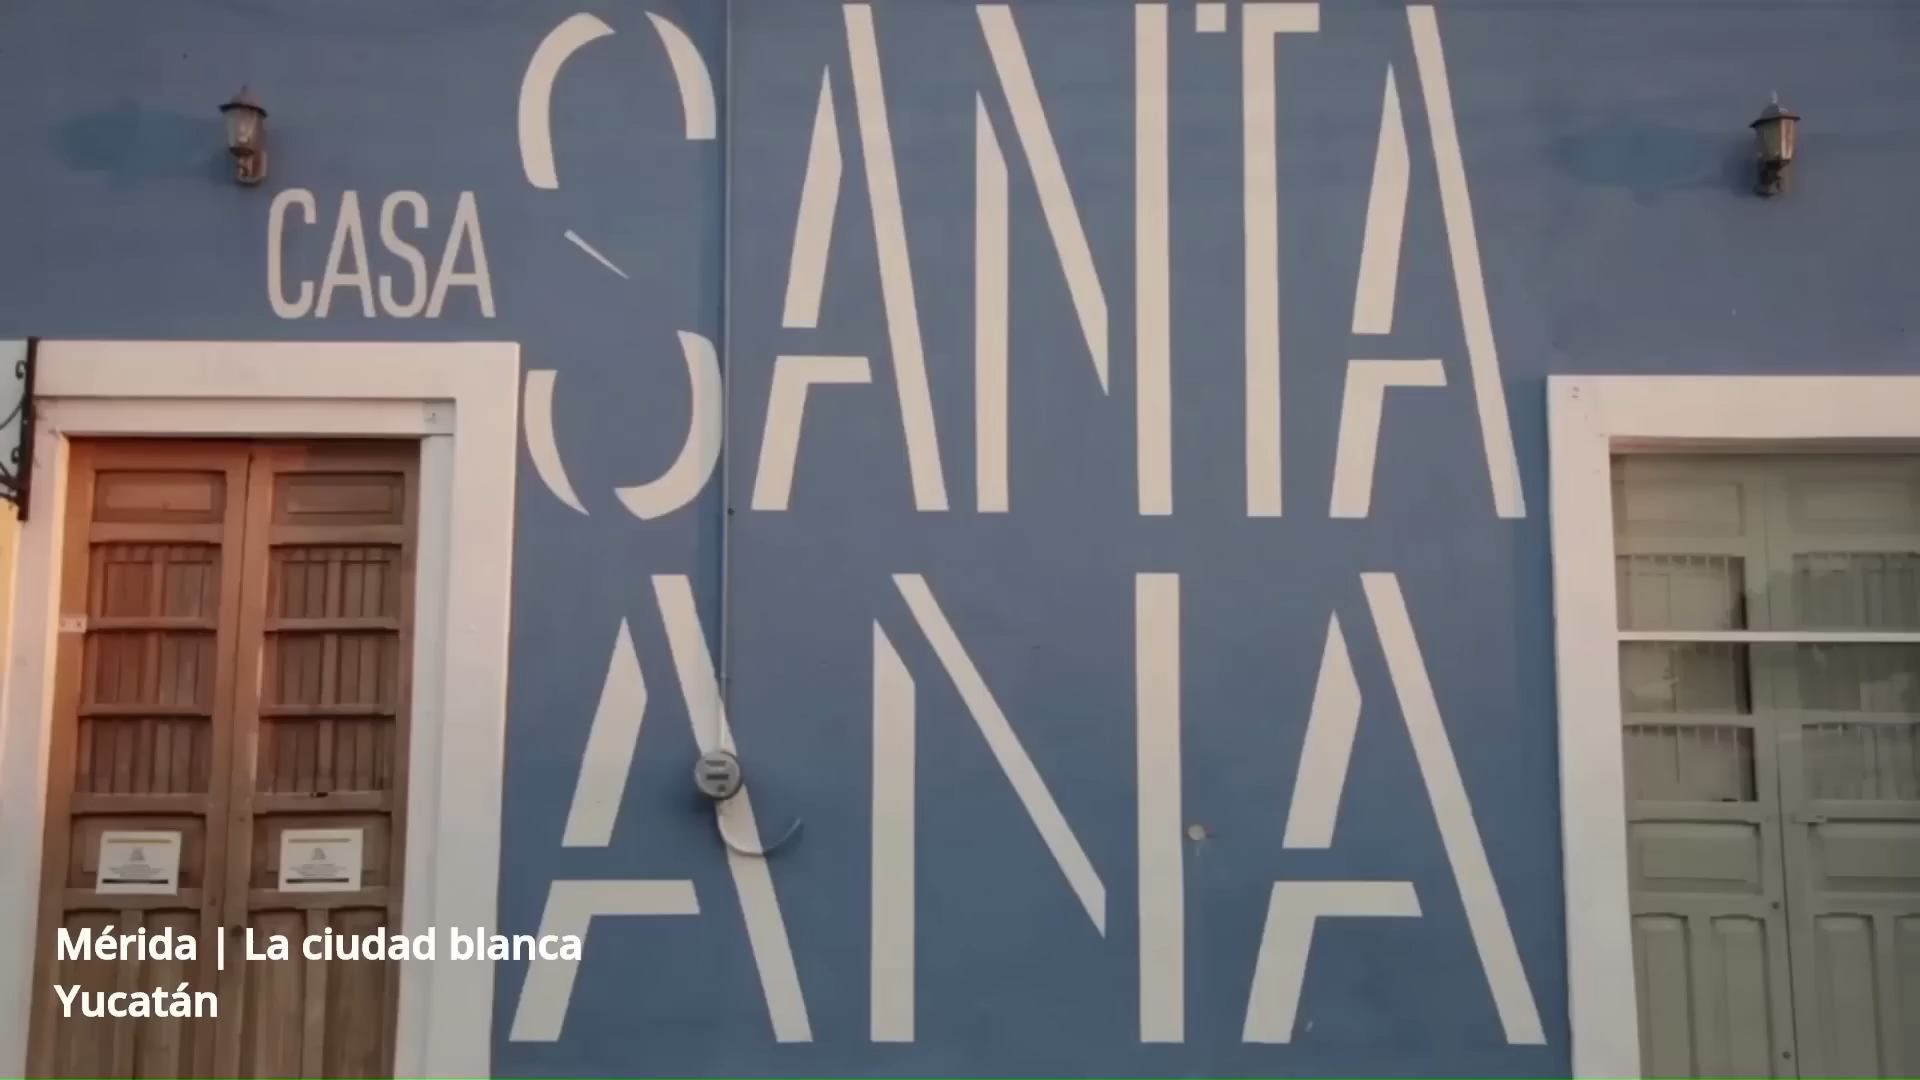 CASA
SANTA
ANA
Mérida | La ciudad blanca
Yucatán